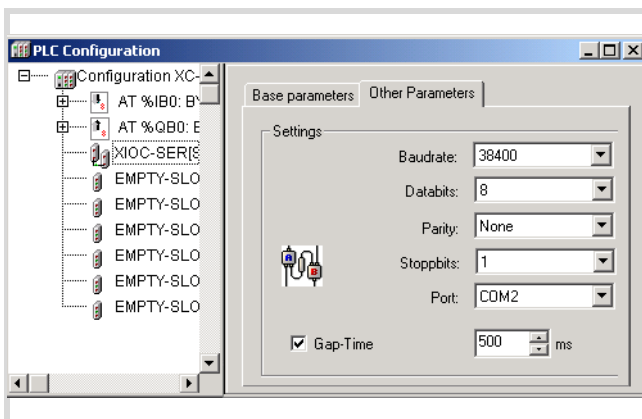 PLC Configuration
Configuration XC-
AT %IB0: BY
AT %QB0: B
XIOC-SER[S
EMPTY-SLO
EMPTY-SLO
EMPTY-SLO
EMPTY-SLO
EMPTY-SLO
EMPTY-SLO
Base parameters
Other Parameters
Settings
Baudrate: 38400
Databits: 8
Parity: None
Stoppbits: 1
Port: COM2
A
B
Gap-Time 500 ms